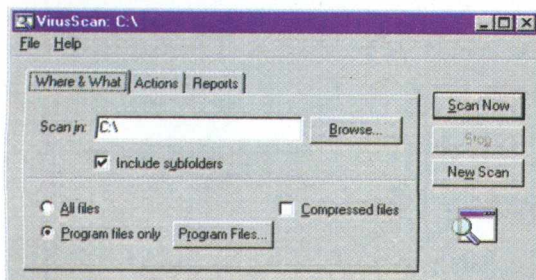 VirusScan: C:\
File Help
Where & What Actions Reports
Scan in: C:\ Browse...
Include subfolders
All files Compressed files
Program files only Program Files...
Scan Now
Stop
New Scan